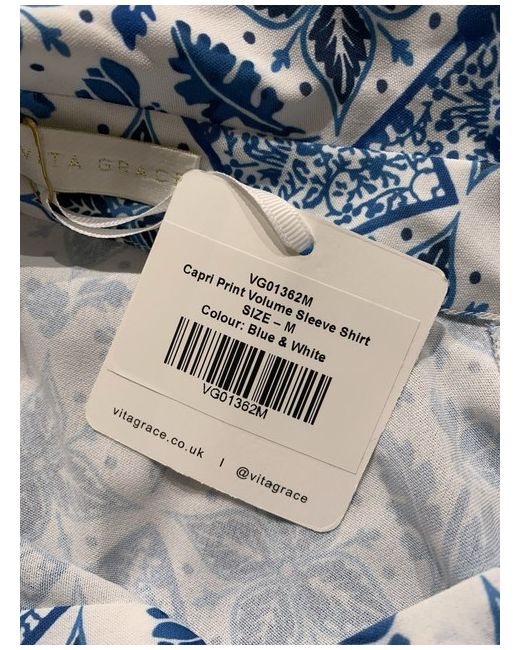 VITA GRACE
VG01362M
Capri Print Volume Sleeve Shirt
SIZE – M
Colour: Blue & White
VG01362M
vitagrace.co.uk | @vitagrace